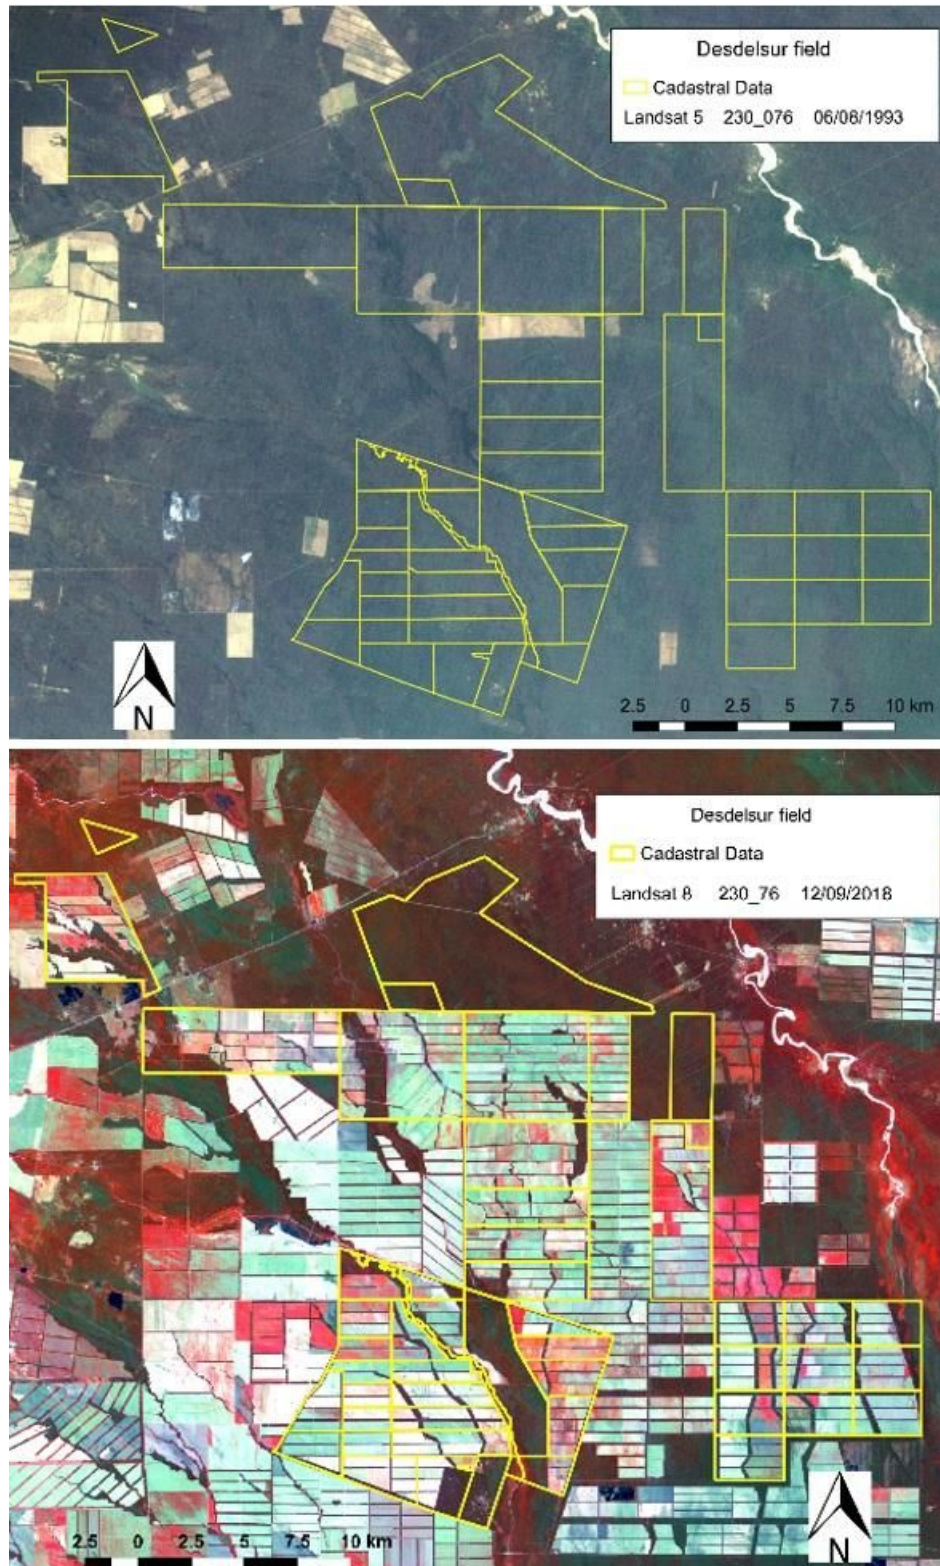 Desdelsur field
Cadastral Data
Landsat 5 230_076 06/06/1993
N
2.5 0 2.5 5 7.5 10 km
Desdelsur field
Cadastral Data
Landsat 8 230_76 12/09/2018
2.5 0 2.5 5 7.5 10 km
N